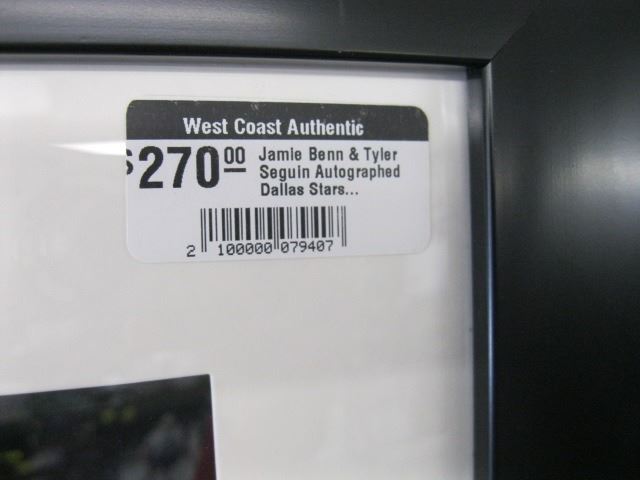 West Coast Authentic
$270.00
Jamie Benn & Tyler
Seguin Autographed
Dallas Stars...
2 100000 079407